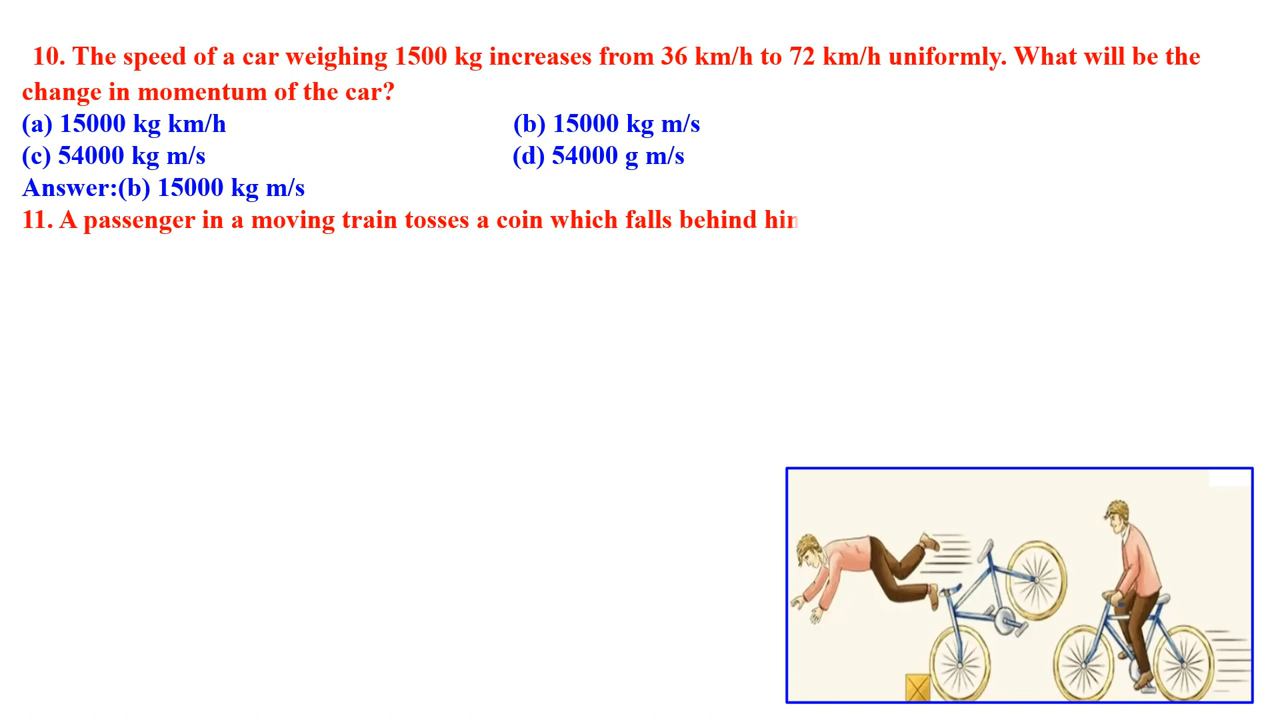 10. The speed of a car weighing 1500 kg increases from 36 km/h to 72 km/h uniformly. What will be the
change in momentum of the car?
(a) 15000 kg km/h (b) 15000 kg m/s
(c) 54000 kg m/s (d) 54000 g m/s
Answer:(b) 15000 kg m/s
11. A passenger in a moving train tosses a coin which falls behind